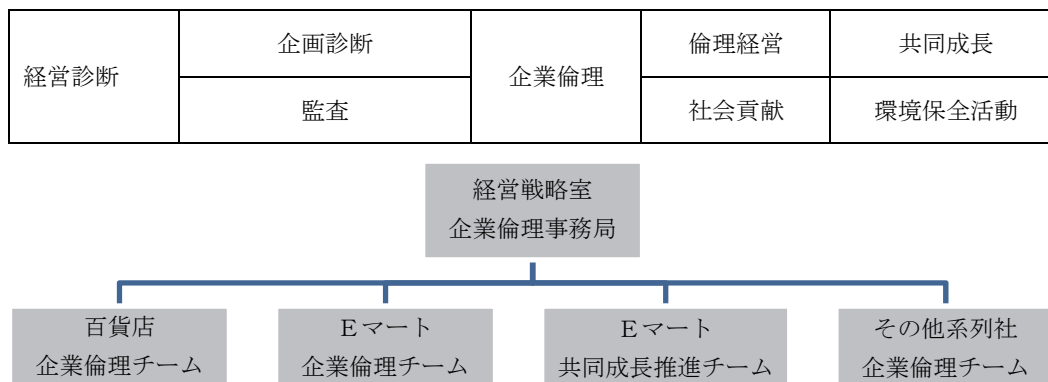 経営診断 企画診断 企業倫理 倫理経営 共同成長
監査 社会貢献 環境保全活動
経営戦略室
企業倫理事務局
百貨店 Eマート Eマート その他系列社
企業倫理チーム 企業倫理チーム 共同成長推進チーム 企業倫理チーム